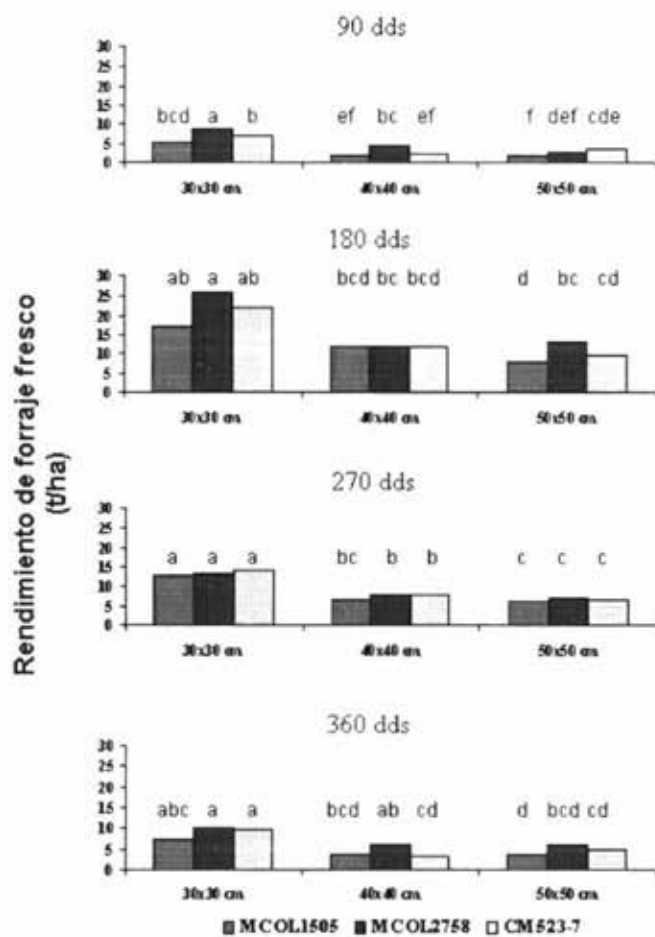 90 dds
30
25
20
15
10
5
0
bcd a b ef bc ef f def cde
30x30 cm 40x40 cm 50x50 cm
180 dds
30
25
20
15
10
5
0
ab a ab bcd bc bcd d bc cd
30x30 cm 40x40 cm 50x50 cm
Rendimiento de forraje fresco
(t/ha)
270 dds
30
25
20
15
10
5
0
a a a bc b b c c c
30x30 cm 40x40 cm 50x50 cm
360 dds
30
25
20
15
10
5
0
abc a a bcd ab cd d bcd cd
30x30 cm 40x40 cm 50x50 cm
MCOL1505 MCOL2758 CM523-7